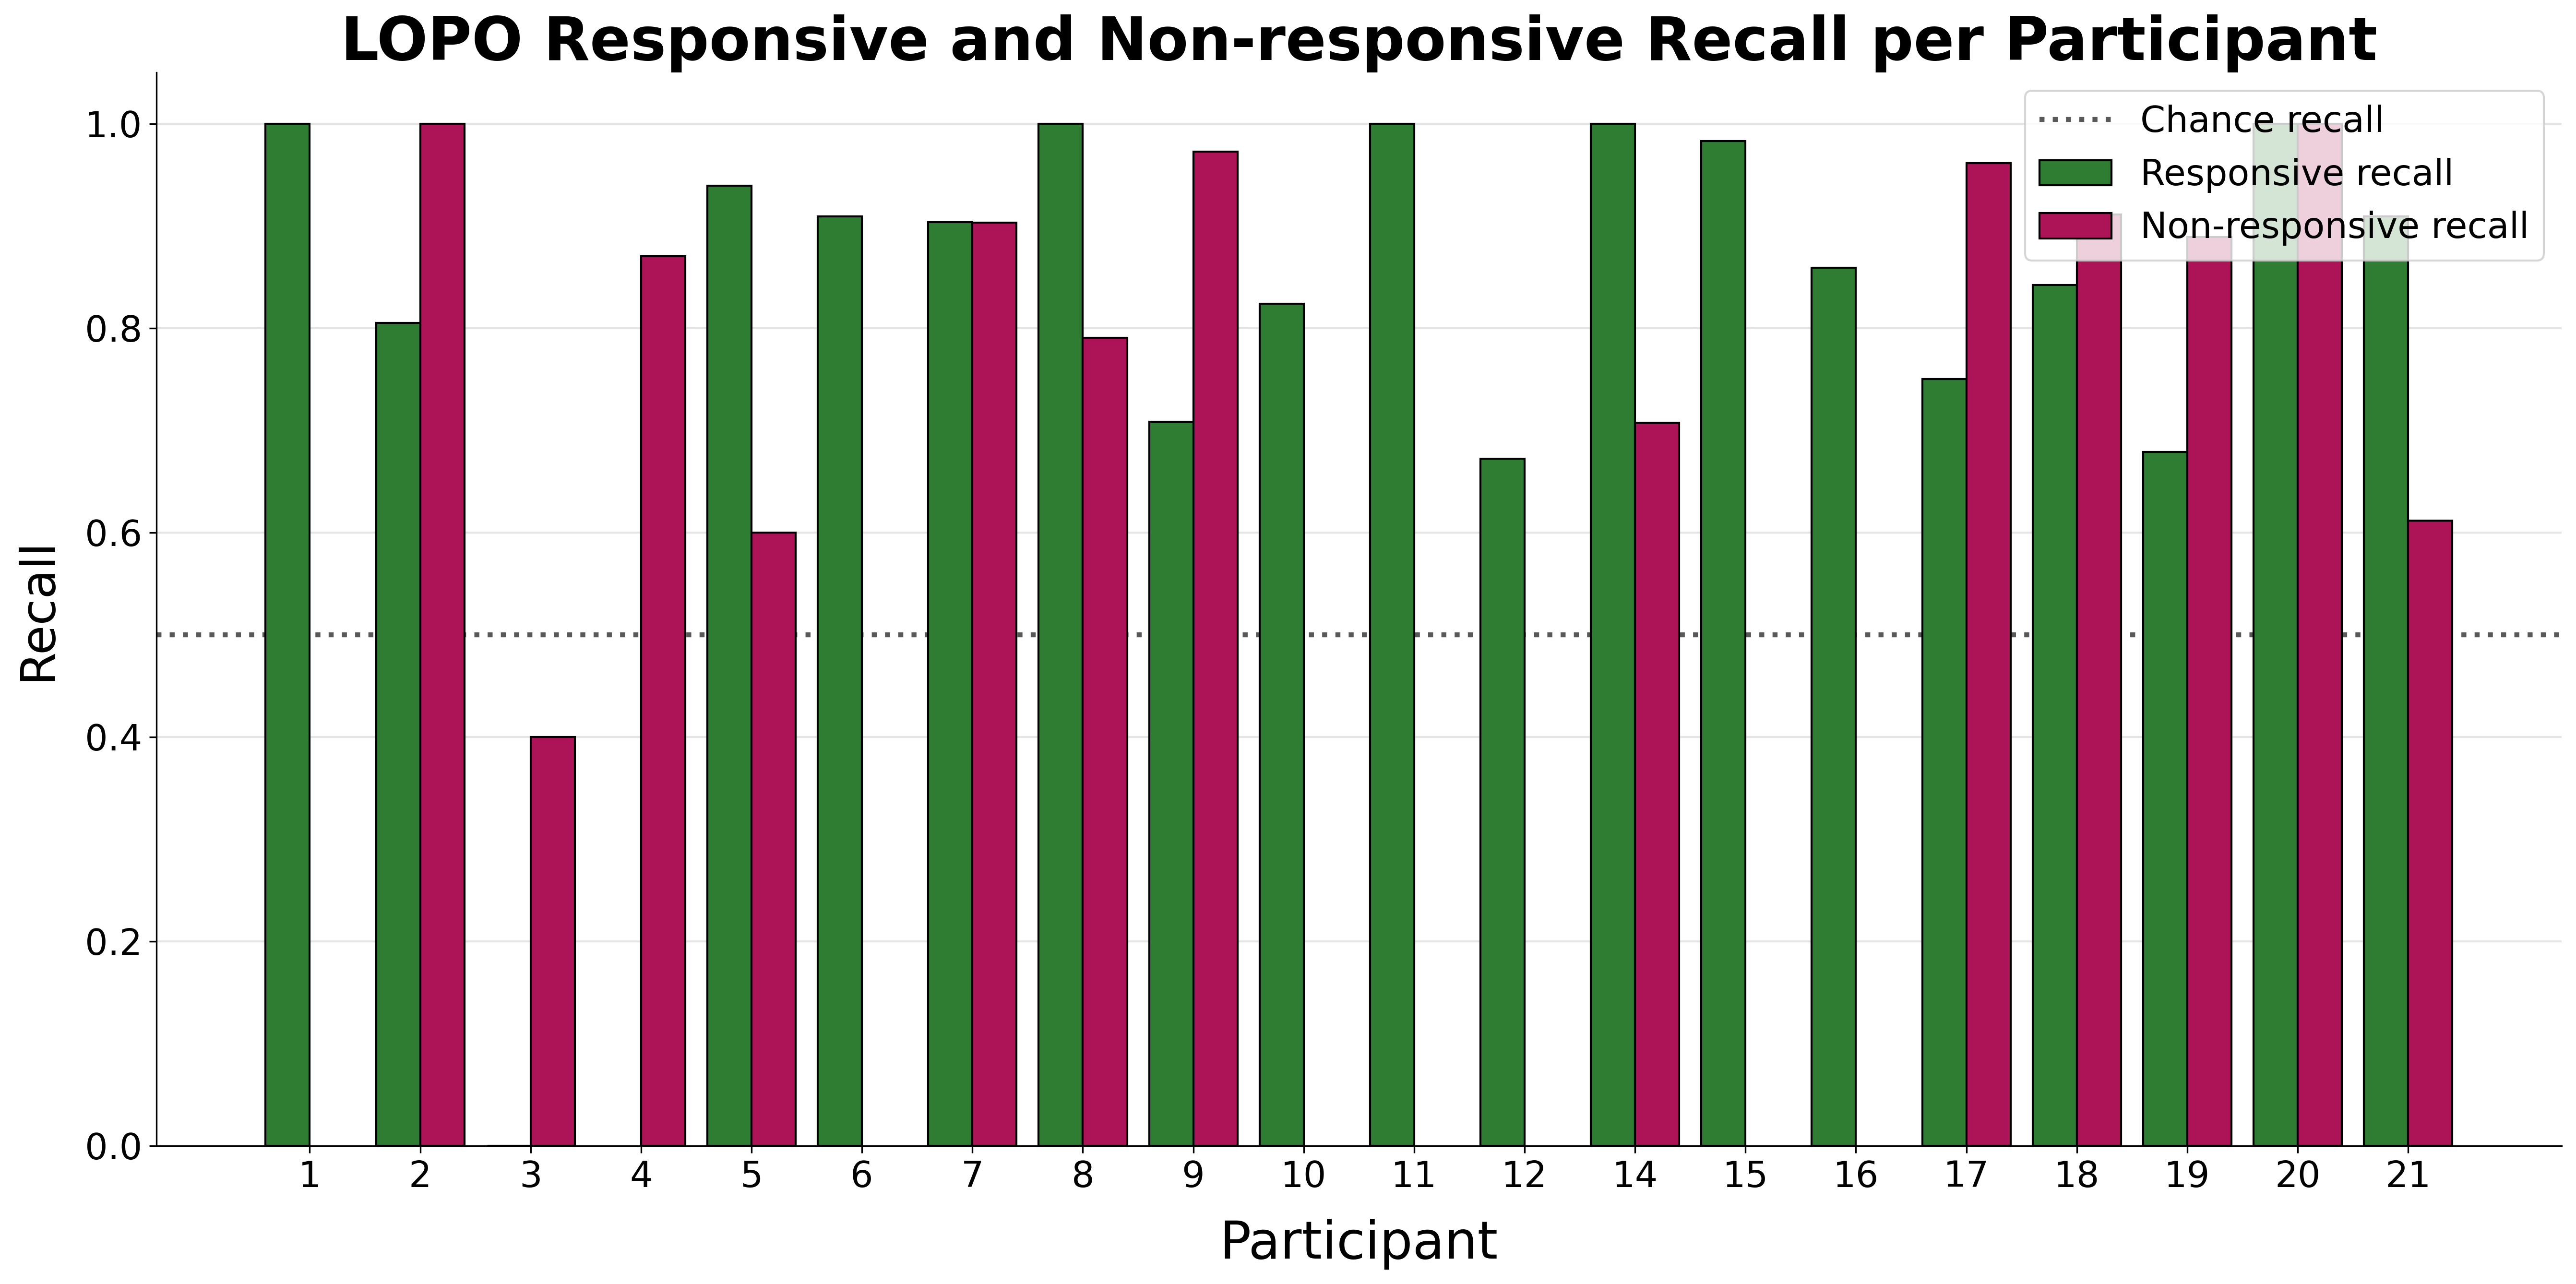 LOPO Responsive and Non-responsive Recall per Participant
Chance recall
Responsive recall
Non-responsive recall
1.0
0.8
0.6
0.4
0.2
0.0
Recall
1 2 3 4 5 6 7 8 9 10 11 12 14 15 16 17 18 19 20 21
Participant